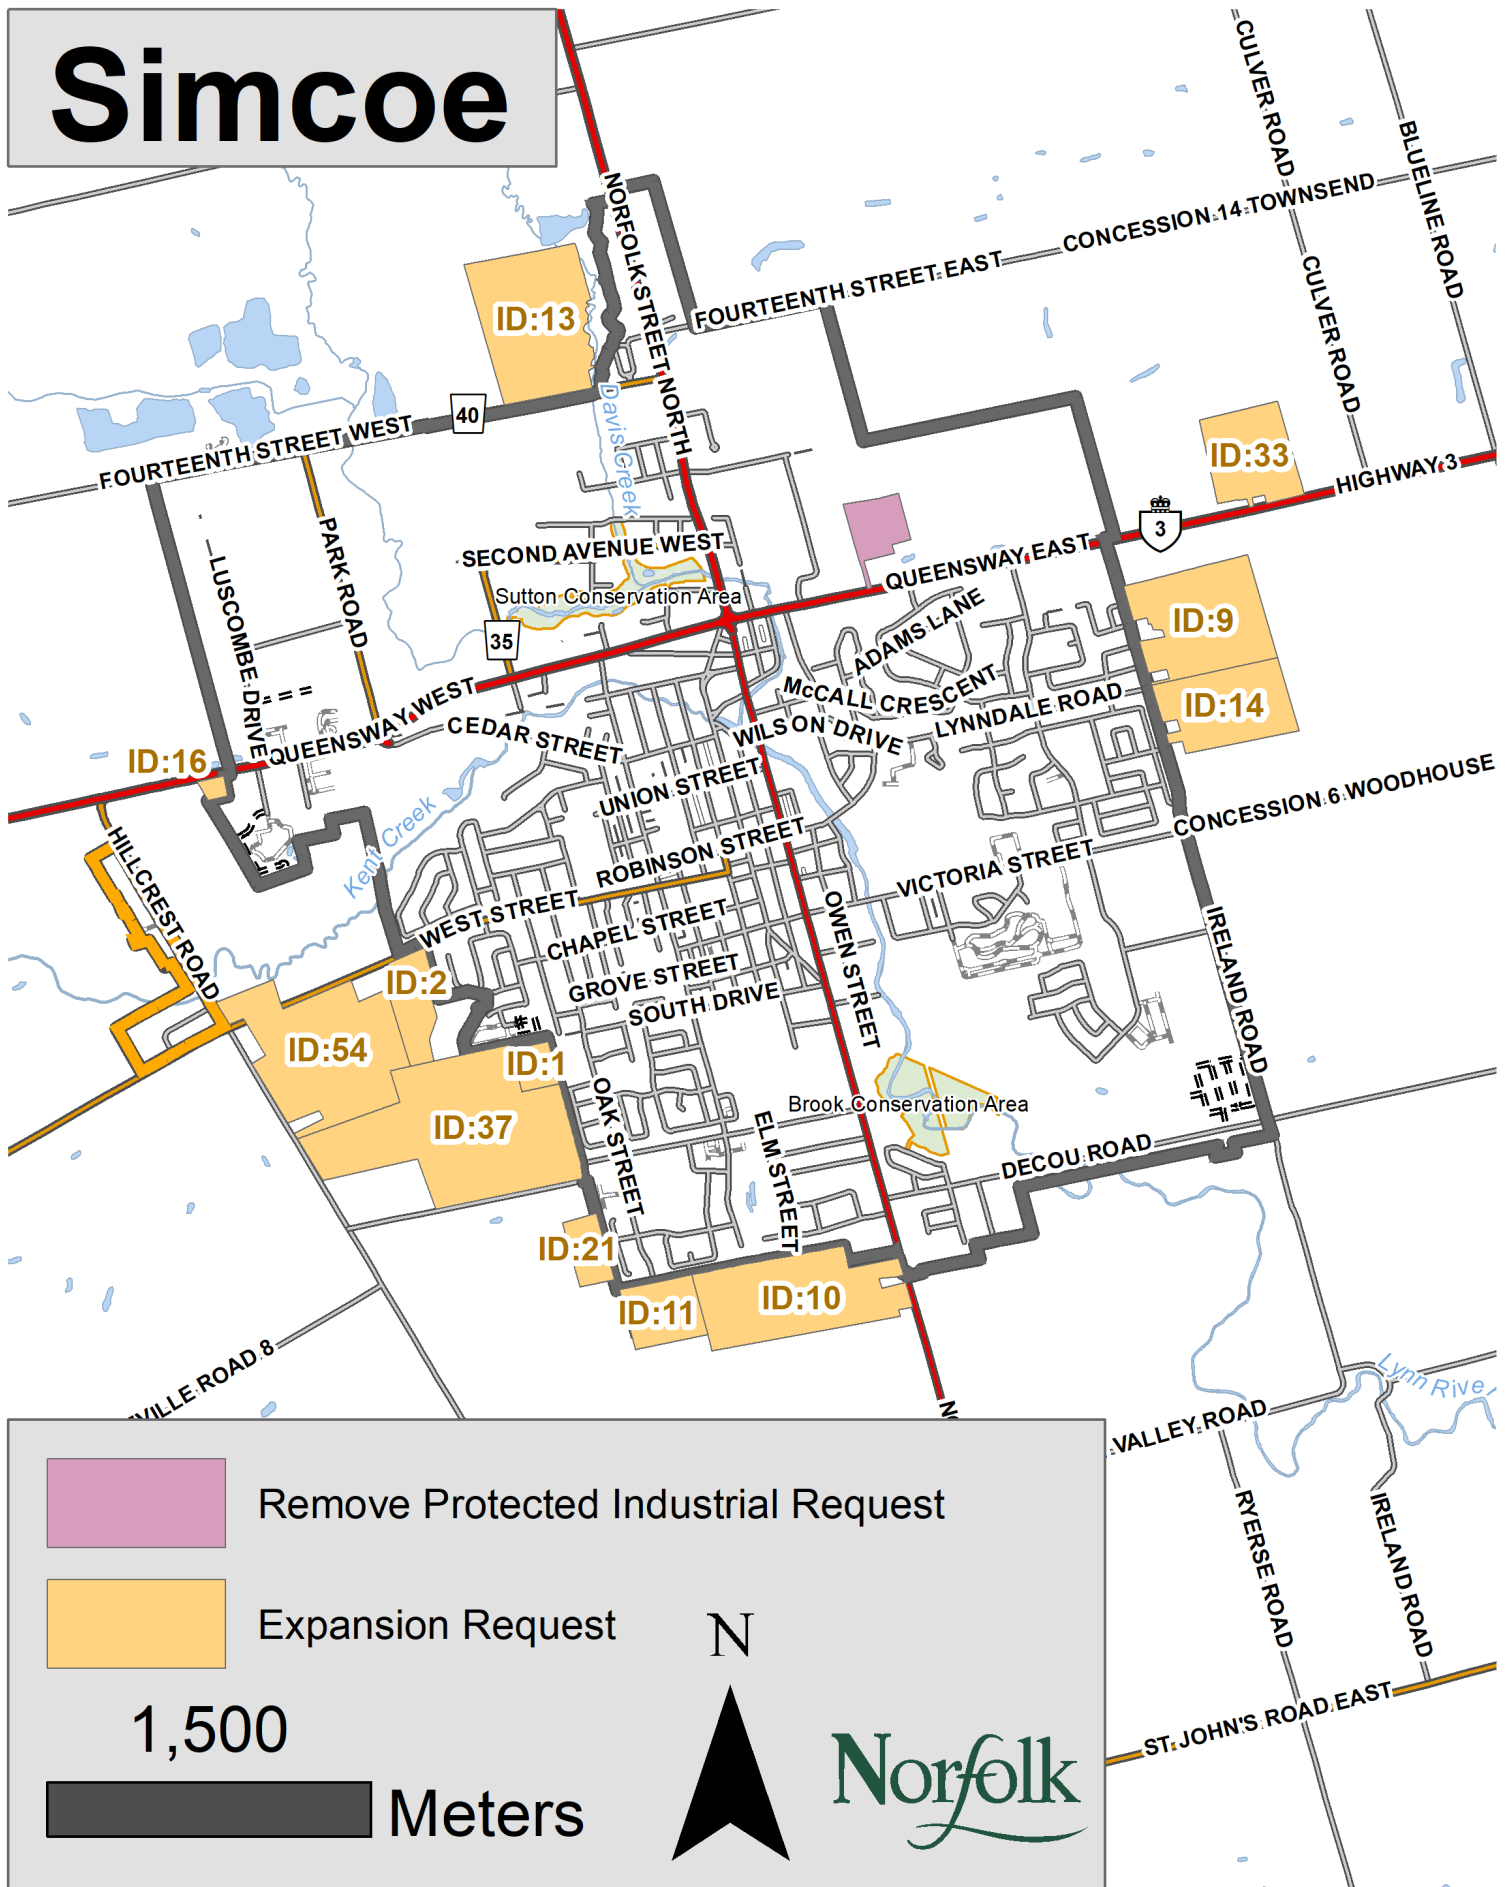 Simcoe
CULVER ROAD
BLUELINE ROAD
NORFOLK STREET NORTH
CONCESSION 14 TOWNSEND
FOURTEENTH STREET EAST
CULVER ROAD
ID:13
40
FOURTEENTH STREET WEST
Davis Creek
ID:33
HIGHWAY 3
3
PARK ROAD
SECOND AVENUE WEST
QUEENSWAY EAST
Sutton Conservation Area
LUSCOMBE DRIVE
35
ADAMS LANE
ID:9
McCALL CRESCENT
LYNNDALE ROAD
ID:14
QUEENSWAY WEST
CEDAR STREET
WILSON DRIVE
ID:16
UNION STREET
CONCESSION 6 WOODHOUSE
Kent Creek
HILLCREST ROAD
ROBINSON STREET
VICTORIA STREET
WEST STREET
CHAPEL STREET
OWEN STREET
IRELAND ROAD
GROVE STREET
SOUTH DRIVE
ID:2
ID:54
ID:1
OAK STREET
Brook Conservation Area
ID:37
ELM STREET
DECOU ROAD
ID:21
ID:11
ID:10
VILLE ROAD 8
Lynn River
VALLEY ROAD
RYERSE ROAD
IRELAND ROAD
ST. JOHN'S ROAD EAST
Remove Protected Industrial Request
Expansion Request
N
1,500
Meters
Norfolk